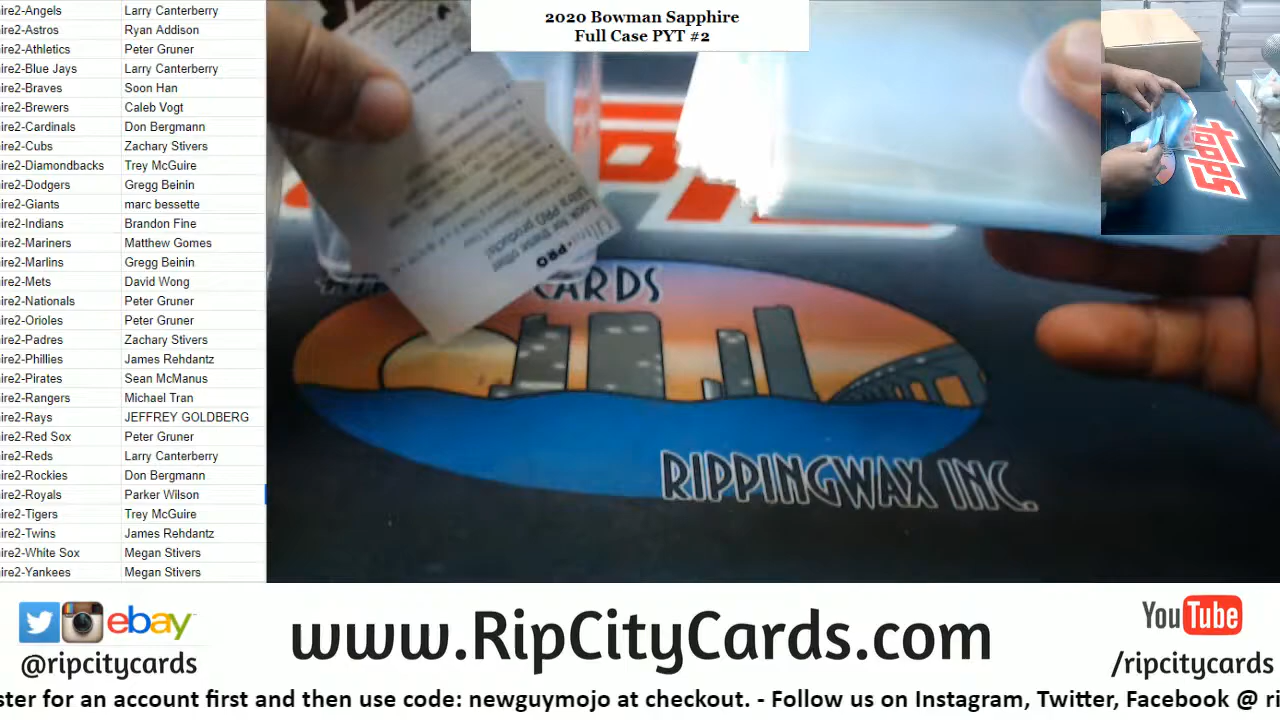 2020 Bowman Sapphire
Full Case PYT #2
ire2-Angels Larry Canterberry
ire2-Astros Ryan Addison
ire2-Athletics Peter Gruner
ire2-Blue Jays Larry Canterberry
ire2-Braves Soon Han
ire2-Brewers Caleb Vogt
ire2-Cardinals Don Bergmann
ire2-Cubs Zachary Stivers
ire2-Diamondbacks Trey McGuire
ire2-Dodgers Gregg Beinin
ire2-Giants marc bessette
ire2-Indians Brandon Fine
ire2-Mariners Matthew Gomes
ire2-Marlins Gregg Beinin
ire2-Mets David Wong
ire2-Nationals Peter Gruner
ire2-Orioles Peter Gruner
ire2-Padres Zachary Stivers
ire2-Phillies James Rehdantz
ire2-Pirates Sean McManus
ire2-Rangers Michael Tran
ire2-Rays JEFFREY GOLDBERG
ire2-Red Sox Peter Gruner
ire2-Reds Larry Canterberry
ire2-Rockies Don Bergmann
ire2-Royals Parker Wilson
ire2-Tigers Trey McGuire
ire2-Twins James Rehdantz
ire2-White Sox Megan Stivers
ire2-Yankees Megan Stivers
PRO
CARDS
RIPPINGWAX INC.
topps
ebay
@ripcitycards
www.RipCityCards.com
YouTube
/ripcitycards
ster for an account first and then use code: newguymojo at checkout. - Follow us on Instagram, Twitter, Facebook @ ri